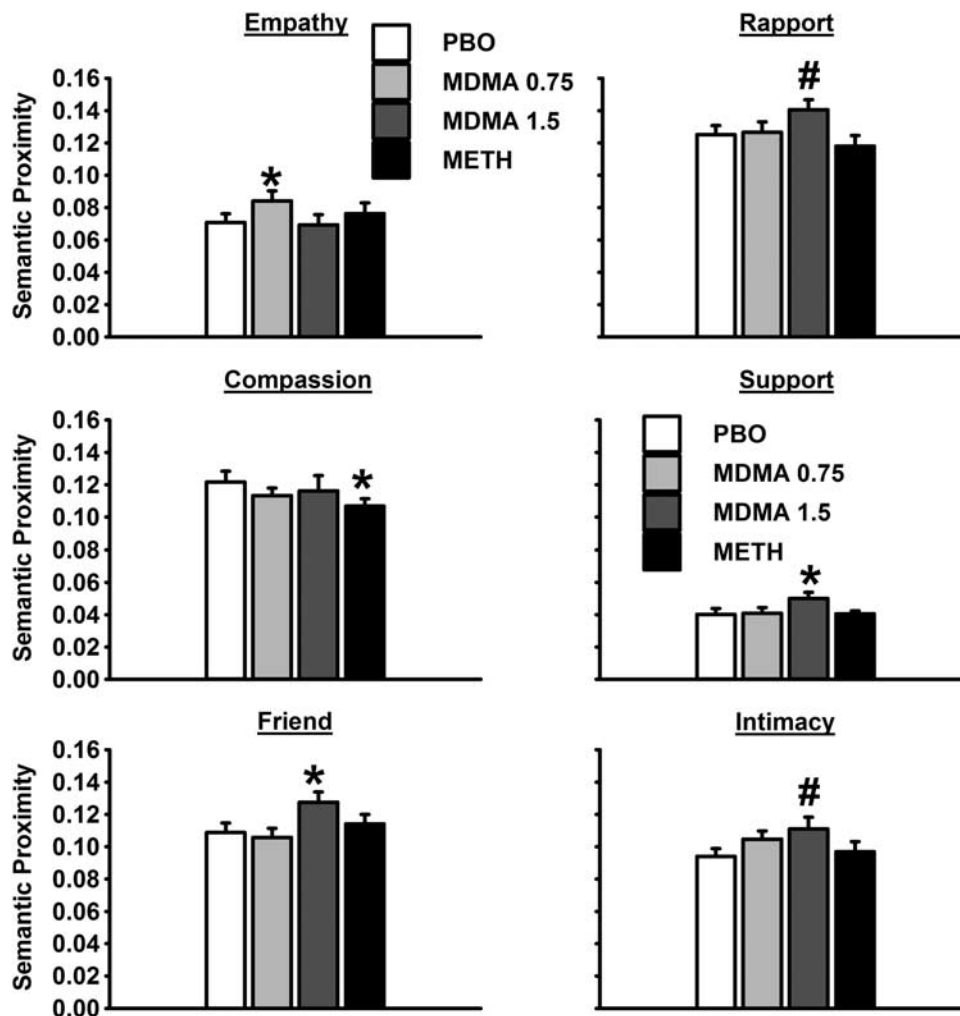 Empathy
PBO
MDMA 0.75
MDMA 1.5
METH
Semantic Proximity
0.16
0.14
0.12
0.10
0.08
0.06
0.04
0.02
0.00
*
Rapport
#
Compassion
Semantic Proximity
0.16
0.14
0.12
0.10
0.08
0.06
0.04
0.02
0.00
*
Support
PBO
MDMA 0.75
MDMA 1.5
METH
*
Friend
Semantic Proximity
0.16
0.14
0.12
0.10
0.08
0.06
0.04
0.02
0.00
*
Intimacy
#